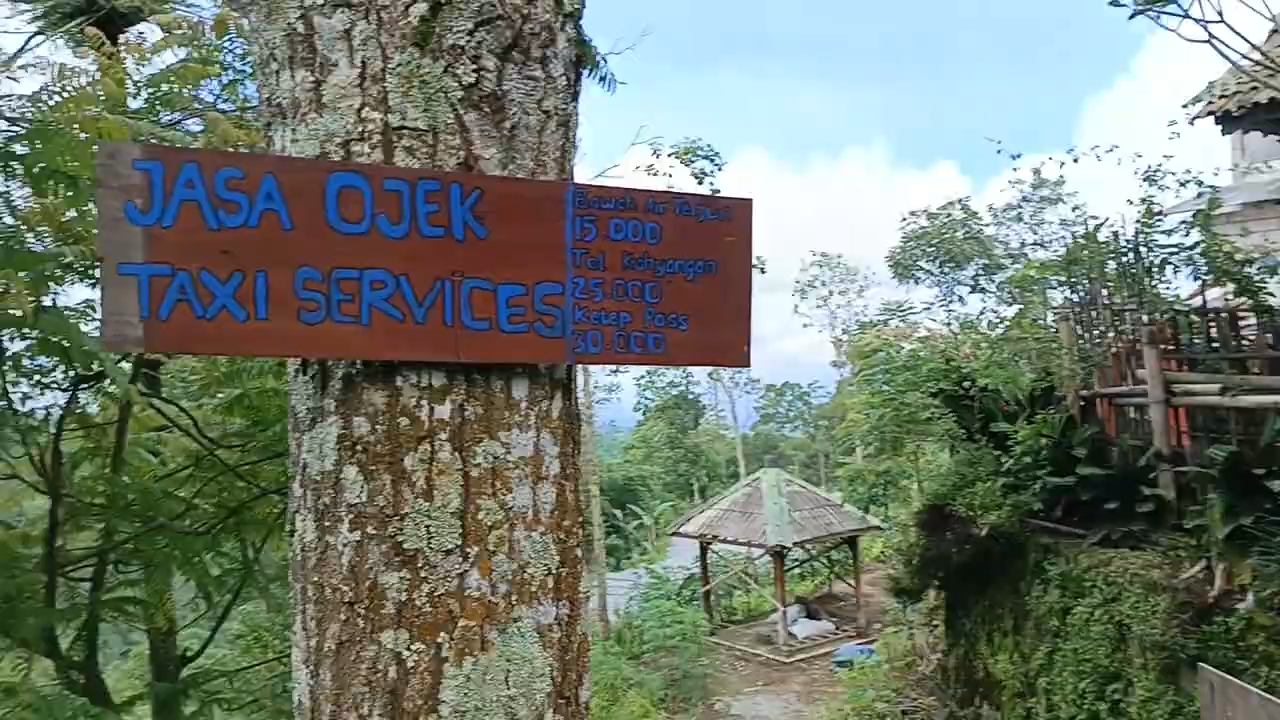 JASA OJEK
TAXI SERVICES
Bawah Air Terjun
15.000
Tel. Kahyangan
25.000
Ketep Pass
30.000